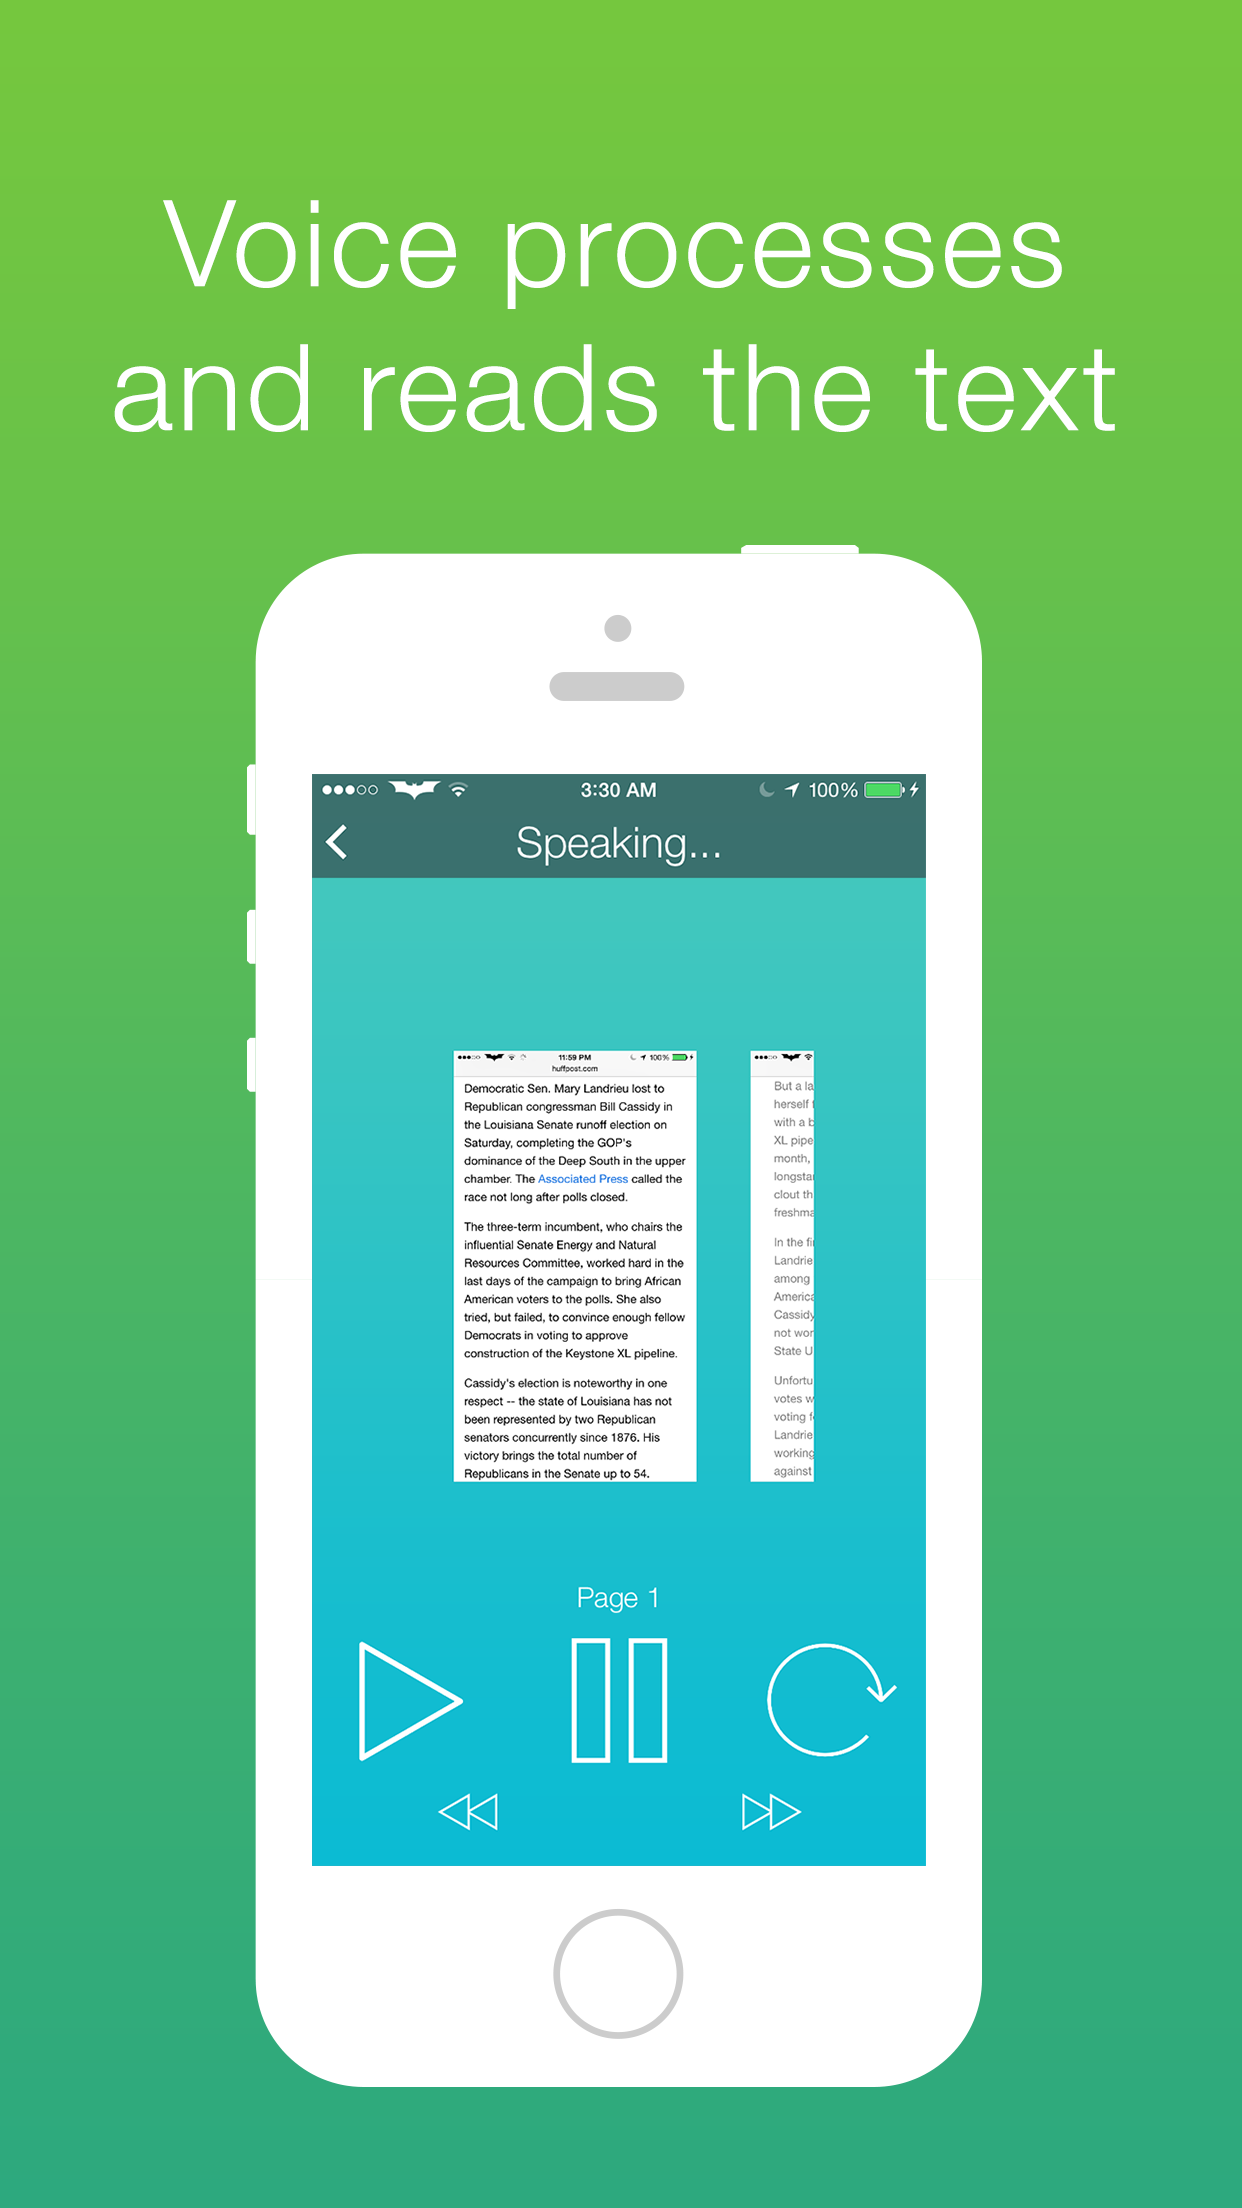 Voice processes
and reads the text
3:30 AM
100%
Speaking...
11:59 PM
100%
huffpost.com
Democratic Sen. Mary Landrieu lost to
Republican congressman Bill Cassidy in
the Louisiana Senate runoff election on
Saturday, completing the GOP's
dominance of the Deep South in the upper
chamber. The Associated Press called the
race not long after polls closed.
The three-term incumbent, who chairs the
influential Senate Energy and Natural
Resources Committee, worked hard in the
last days of the campaign to bring African
American voters to the polls. She also
tried, but failed, to convince enough fellow
Democrats in voting to approve
construction of the Keystone XL pipeline.
Cassidy's election is noteworthy in one
respect -- the state of Louisiana has not
been represented by two Republican
senators concurrently since 1876. His
victory brings the total number of
Republicans in the Senate up to 54.
But a la
herself
with a b
XL pipe
month,
longsta
clout th
freshma
In the fi
Landrie
among
America
Cassidy
not wor
State U
Unfortu
votes w
voting f
Landrie
working
against
Page 1